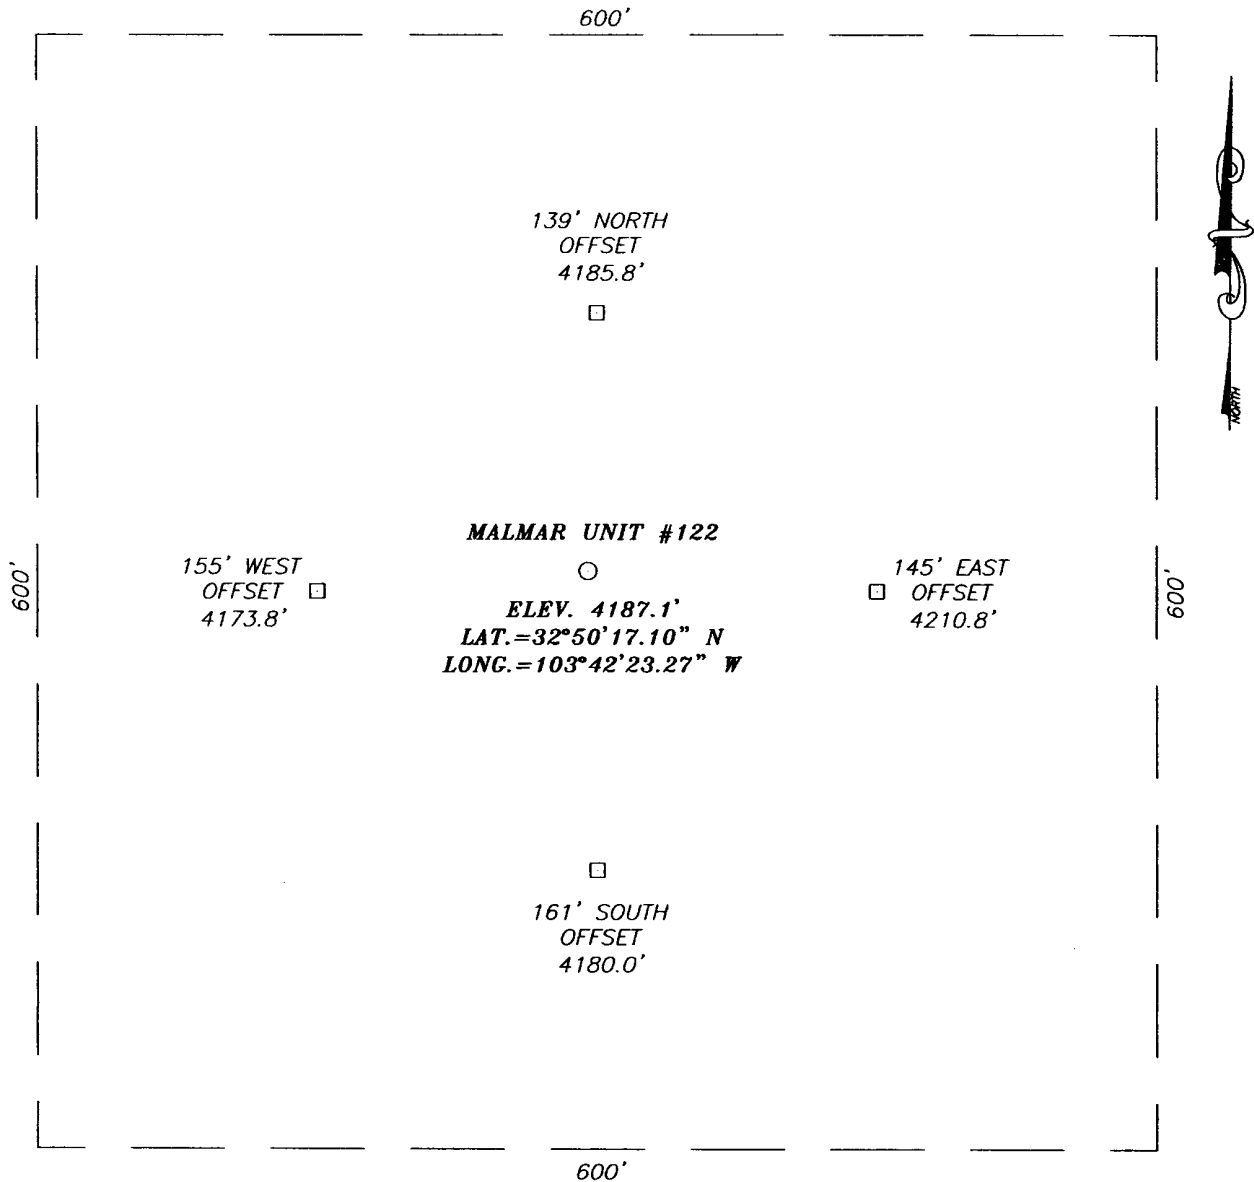 600'
139' NORTH
OFFSET
4185.8'
NORTH
MALMAR UNIT #122
600'
155' WEST
OFFSET
4173.8'
ELEV. 4187.1'
LAT.=32°50'17.10" N
LONG.=103°42'23.27" W
145' EAST
OFFSET
4210.8'
600'
161' SOUTH
OFFSET
4180.0'
600'